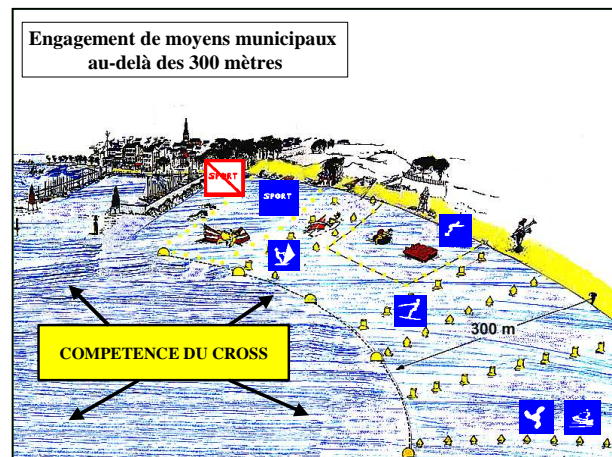 Engagement de moyens municipaux
au-delà des 300 mètres
SPORT
SPORT
300 m
COMPETENCE DU CROSS